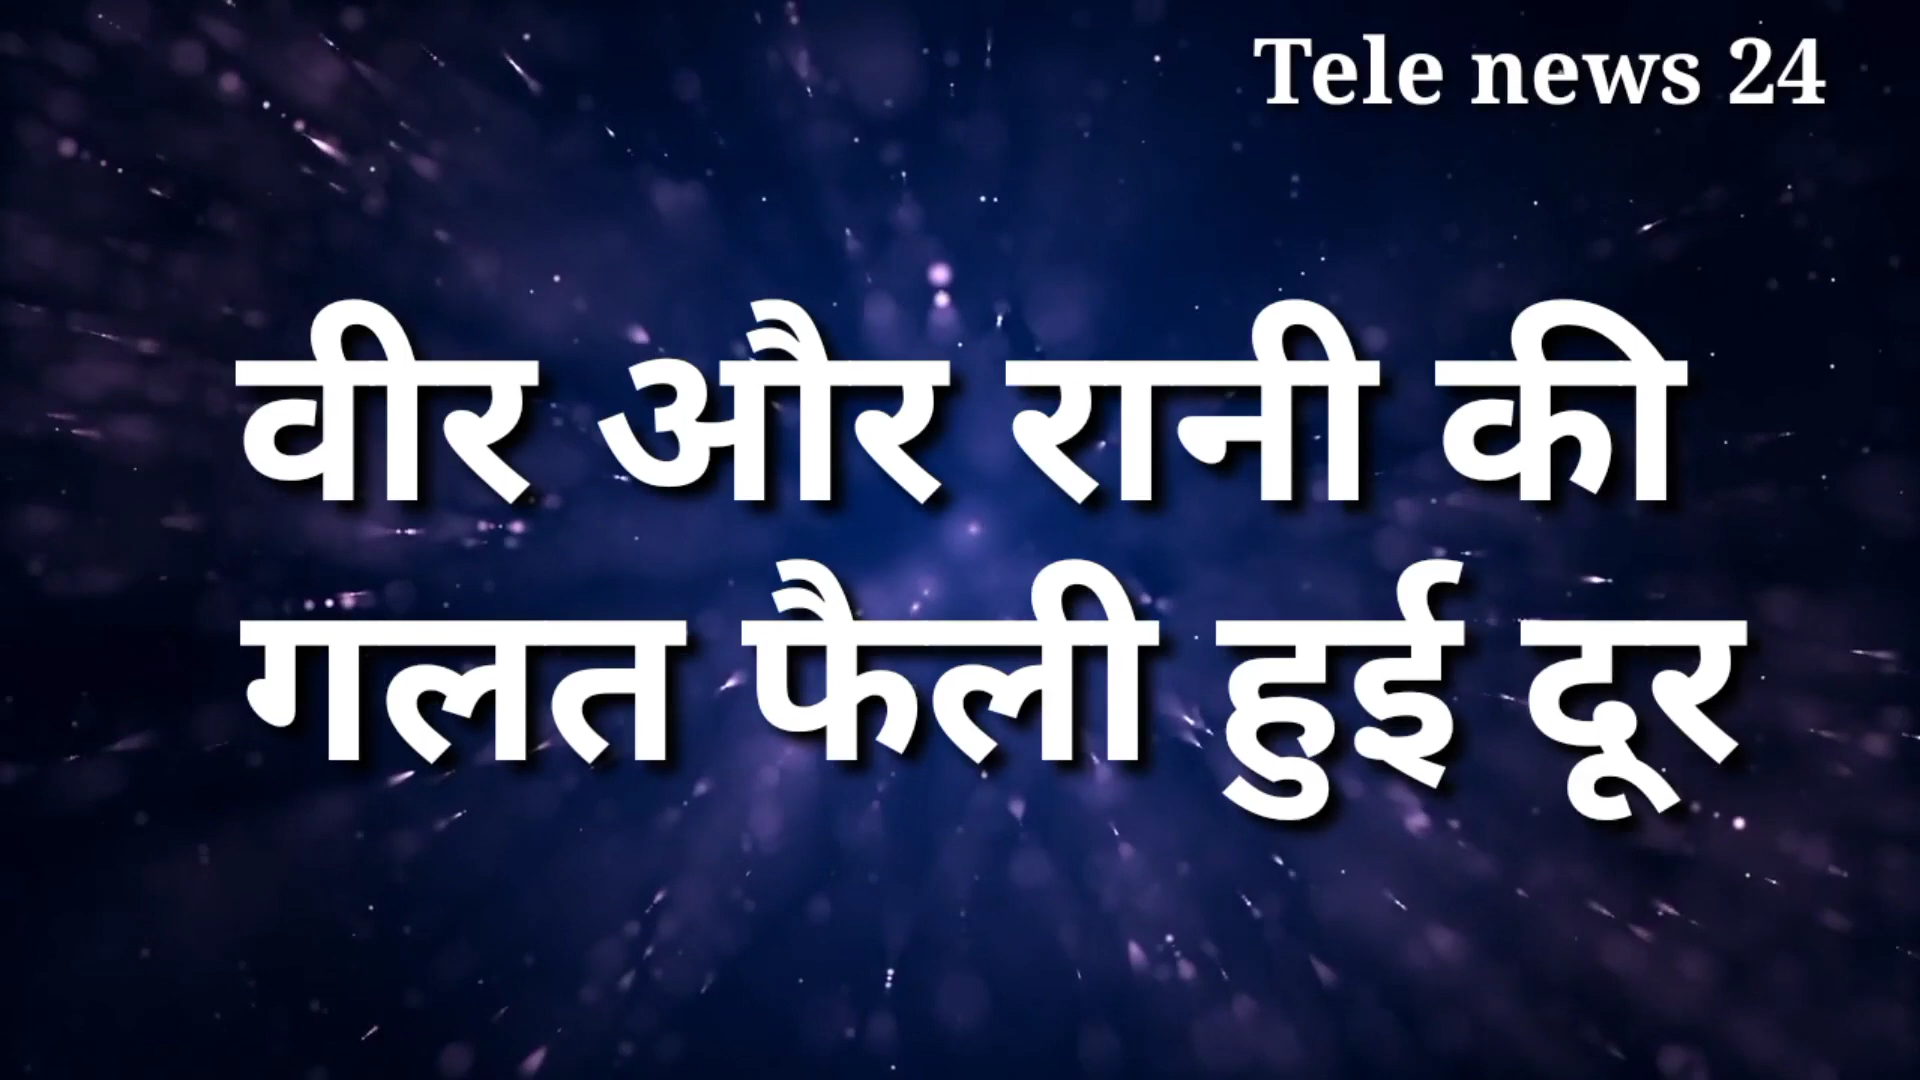 Tele news 24
वीर और रानी की
गलत फैली हुई दूर